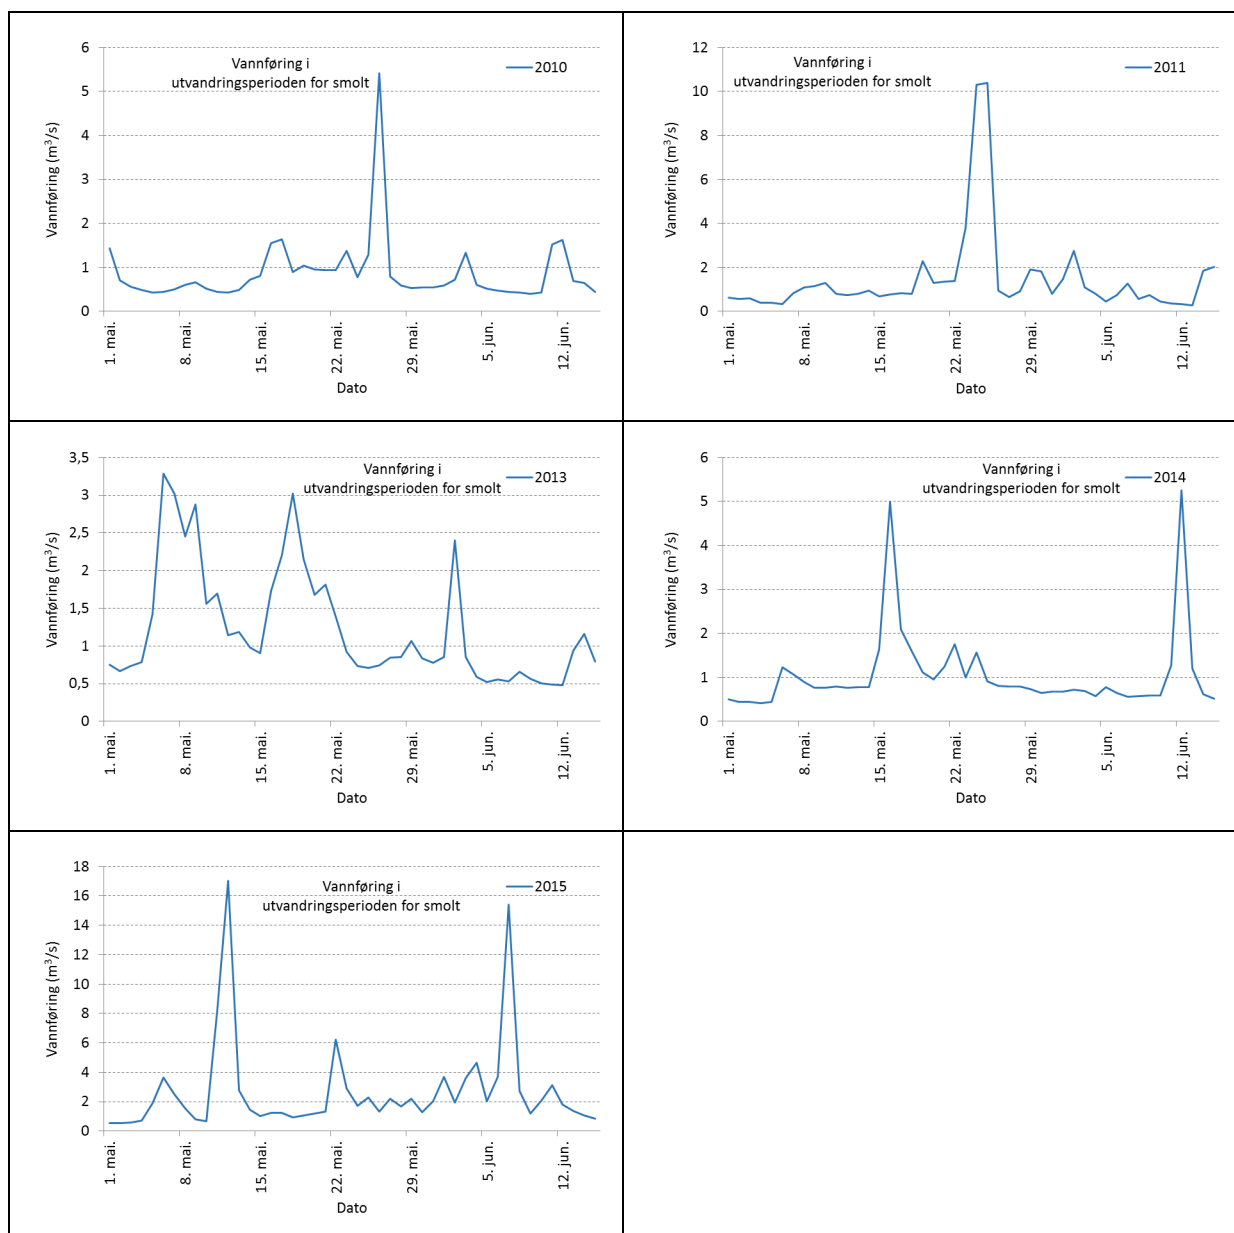 Vannføring i
utvandringsperioden for smolt
2010
Vannføring (m³/s)
6
5
4
3
2
1
0
1. mai.
8. mai.
15. mai.
22. mai.
29. mai.
5. jun.
12. jun.
Dato
Vannføring i
utvandringsperioden for smolt
2011
Vannføring (m³/s)
12
10
8
6
4
2
0
1. mai.
8. mai.
15. mai.
22. mai.
29. mai.
5. jun.
12. jun.
Dato
Vannføring i
utvandringsperioden for smolt
2013
Vannføring (m³/s)
3,5
3
2,5
2
1,5
1
0,5
0
1. mai.
8. mai.
15. mai.
22. mai.
29. mai.
5. jun.
12. jun.
Dato
Vannføring i
utvandringsperioden for smolt
2014
Vannføring (m³/s)
6
5
4
3
2
1
0
1. mai.
8. mai.
15. mai.
22. mai.
29. mai.
5. jun.
12. jun.
Dato
Vannføring i
utvandringsperioden for smolt
2015
Vannføring (m³/s)
18
16
14
12
10
8
6
4
2
0
1. mai.
8. mai.
15. mai.
22. mai.
29. mai.
5. jun.
12. jun.
Dato